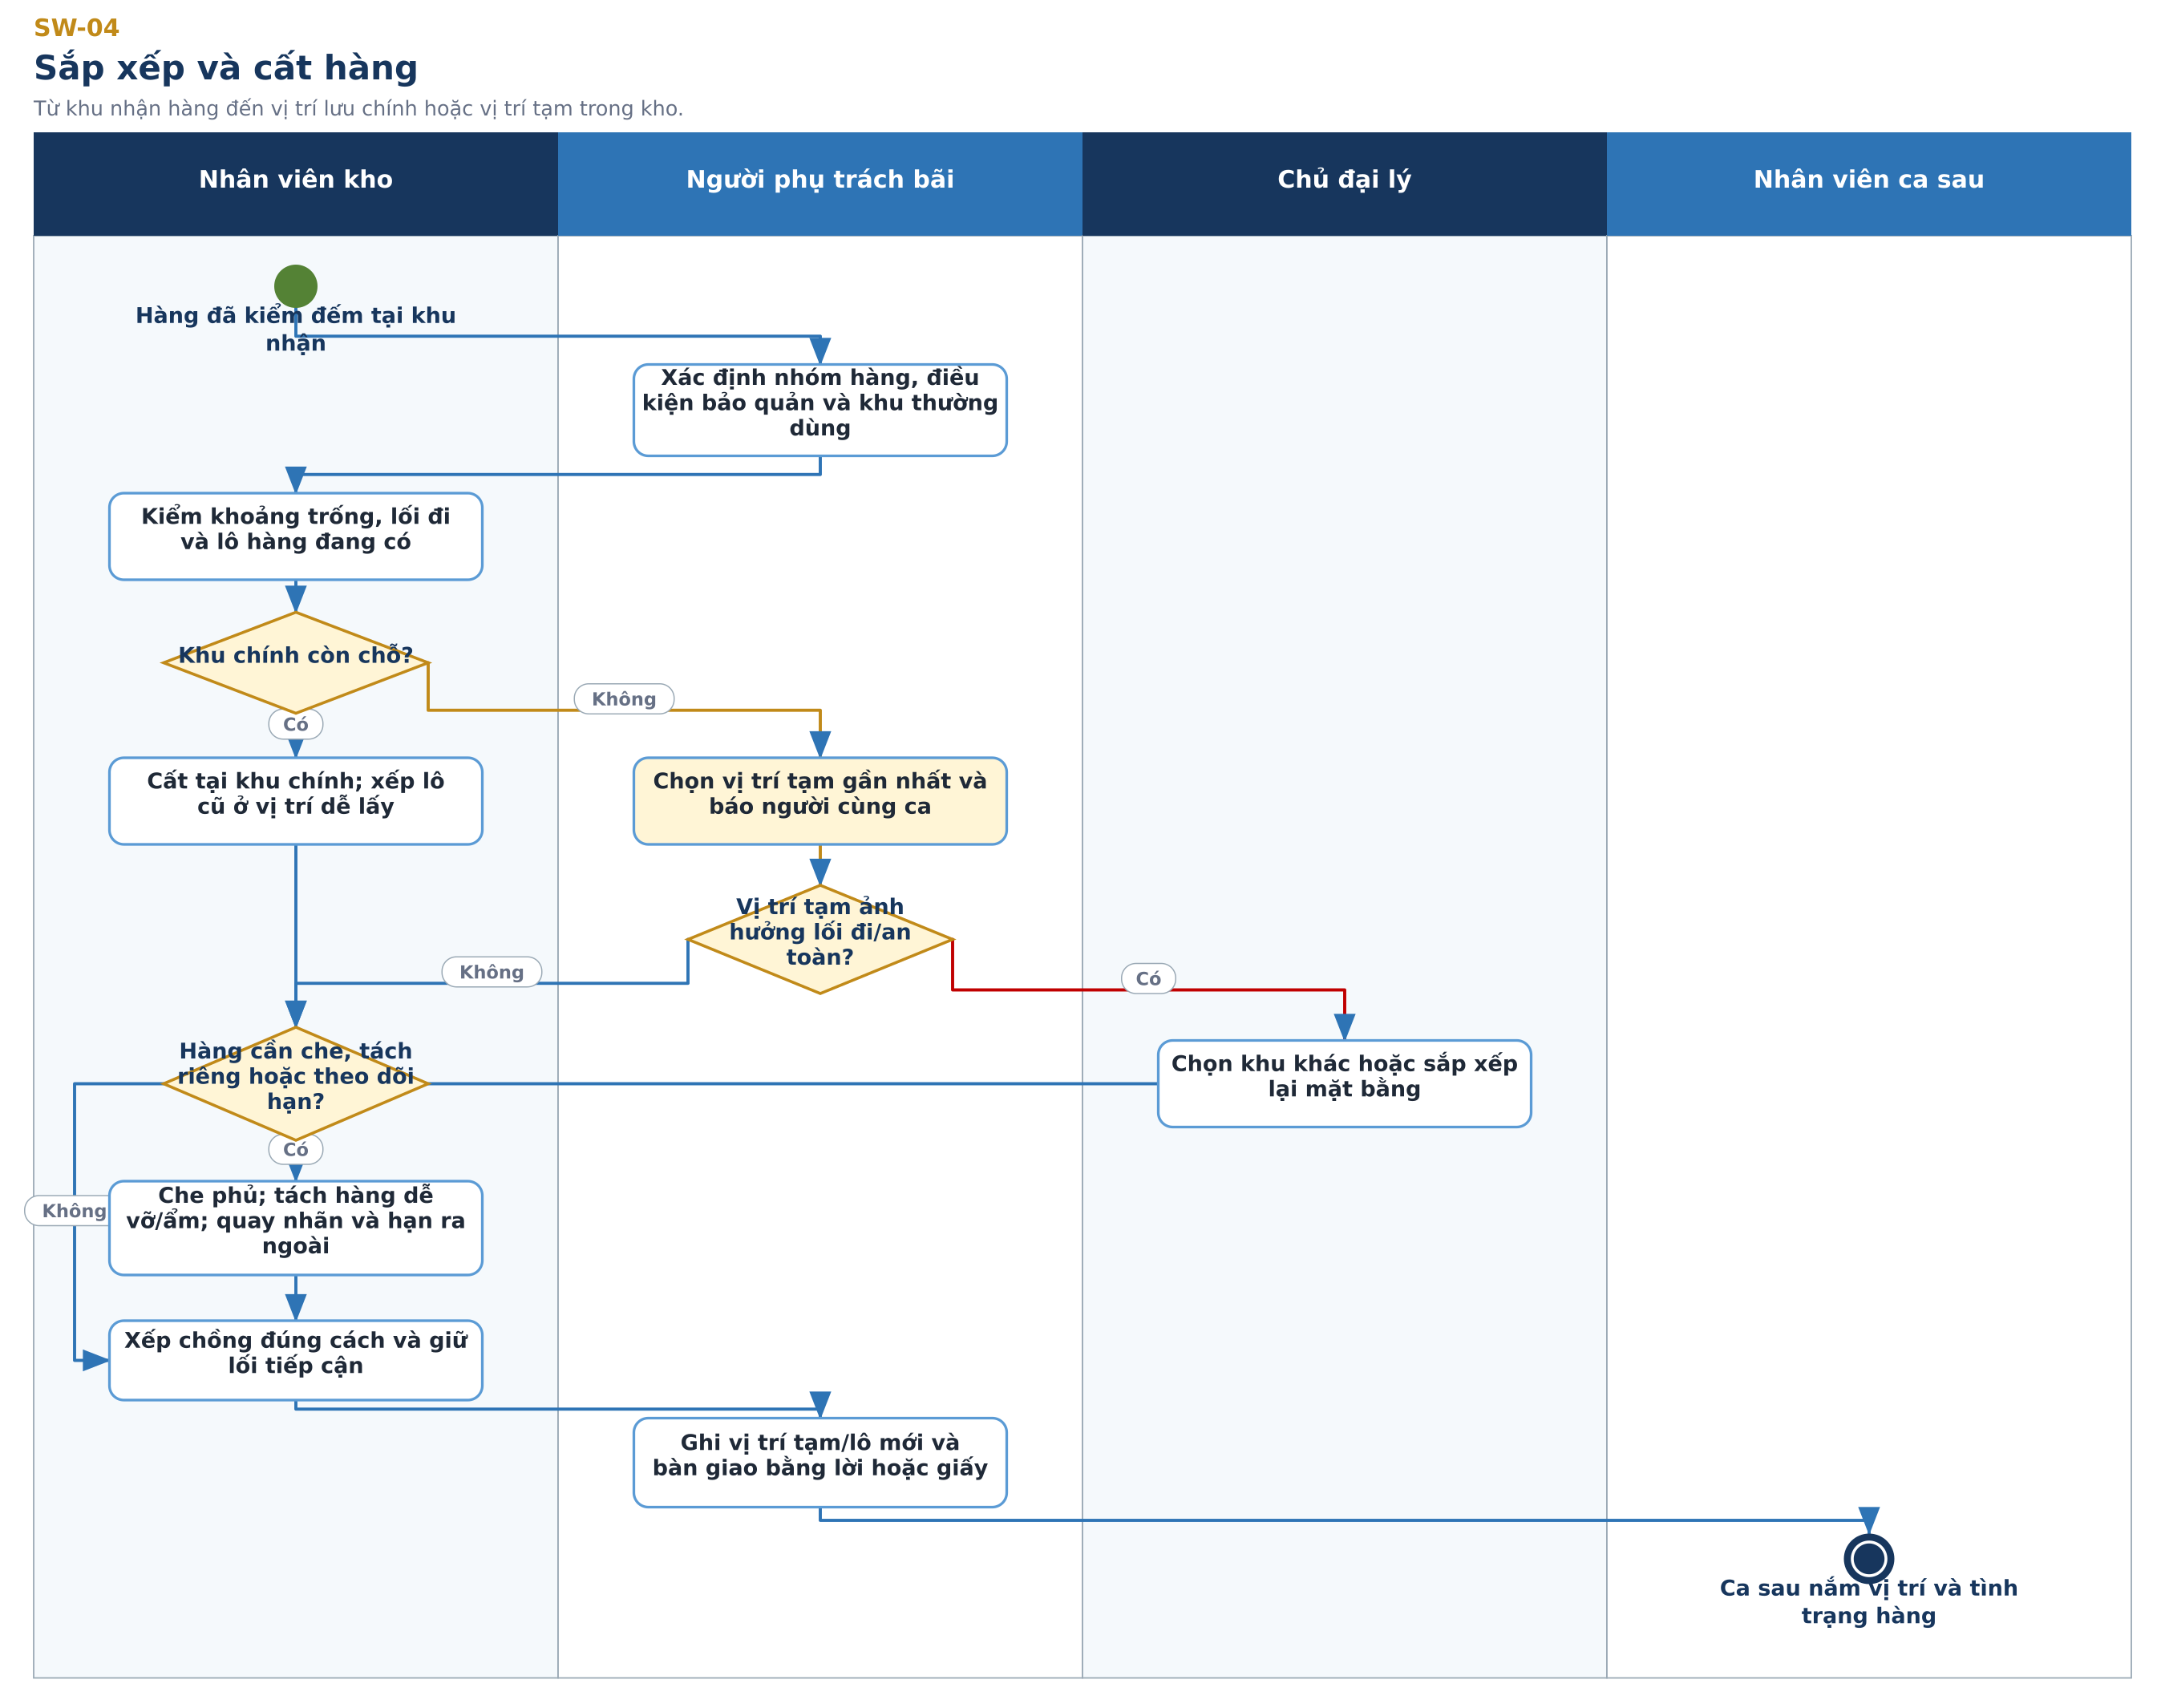 SW-04
Sắp xếp và cất hàng
Từ khu nhận hàng đến vị trí lưu chính hoặc vị trí tạm trong kho.
Nhân viên kho
Người phụ trách bãi
Chủ đại lý
Nhân viên ca sau
Hàng đã kiểm đếm tại khu
nhận
Xác định nhóm hàng, điều
kiện bảo quản và khu thường
dùng
Kiểm khoảng trống, lối đi
và lô hàng đang có
Khu chính còn chỗ?
Không
Có
Cất tại khu chính; xếp lô
cũ ở vị trí dễ lấy
Chọn vị trí tạm gần nhất và
báo người cùng ca
Vị trí tạm ảnh
hưởng lối đi/an
toàn?
Không
Có
Hàng cần che, tách
riêng hoặc theo dõi
hạn?
Chọn khu khác hoặc sắp xếp
lại mặt bằng
Có
Không
Che phủ; tách hàng dễ
vỡ/ẩm; quay nhãn và hạn ra
ngoài
Xếp chồng đúng cách và giữ
lối tiếp cận
Ghi vị trí tạm/lô mới và
bàn giao bằng lời hoặc giấy
Ca sau nắm vị trí và tình
trạng hàng